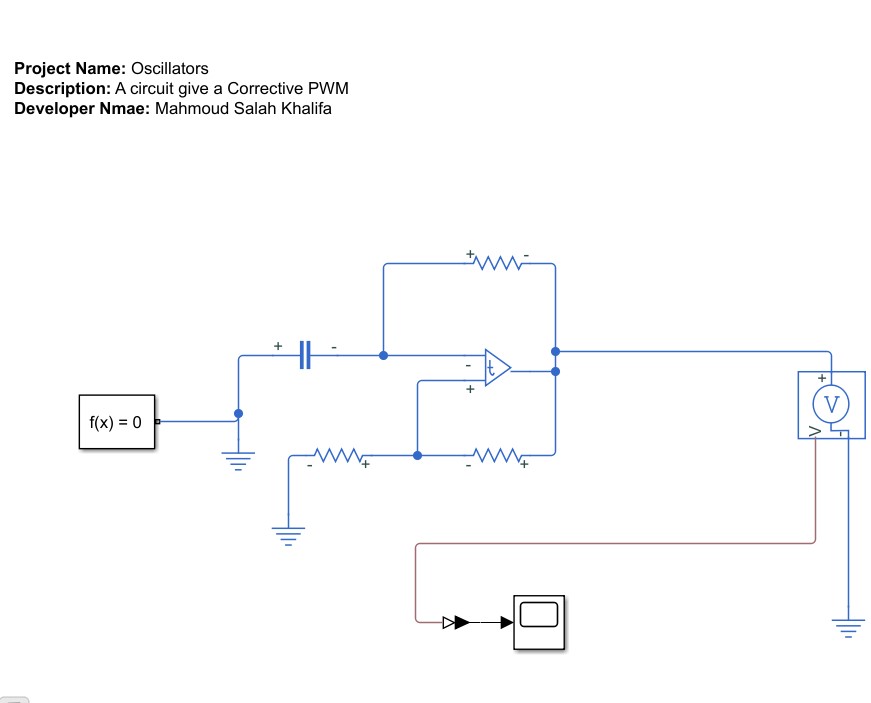 Project Name: Oscillators
Description: A circuit give a Corrective PWM
Developer Nmae: Mahmoud Salah Khalifa
+ -
+ -
-
t
+
+
V
V
-
f(x) = 0
- +
- +